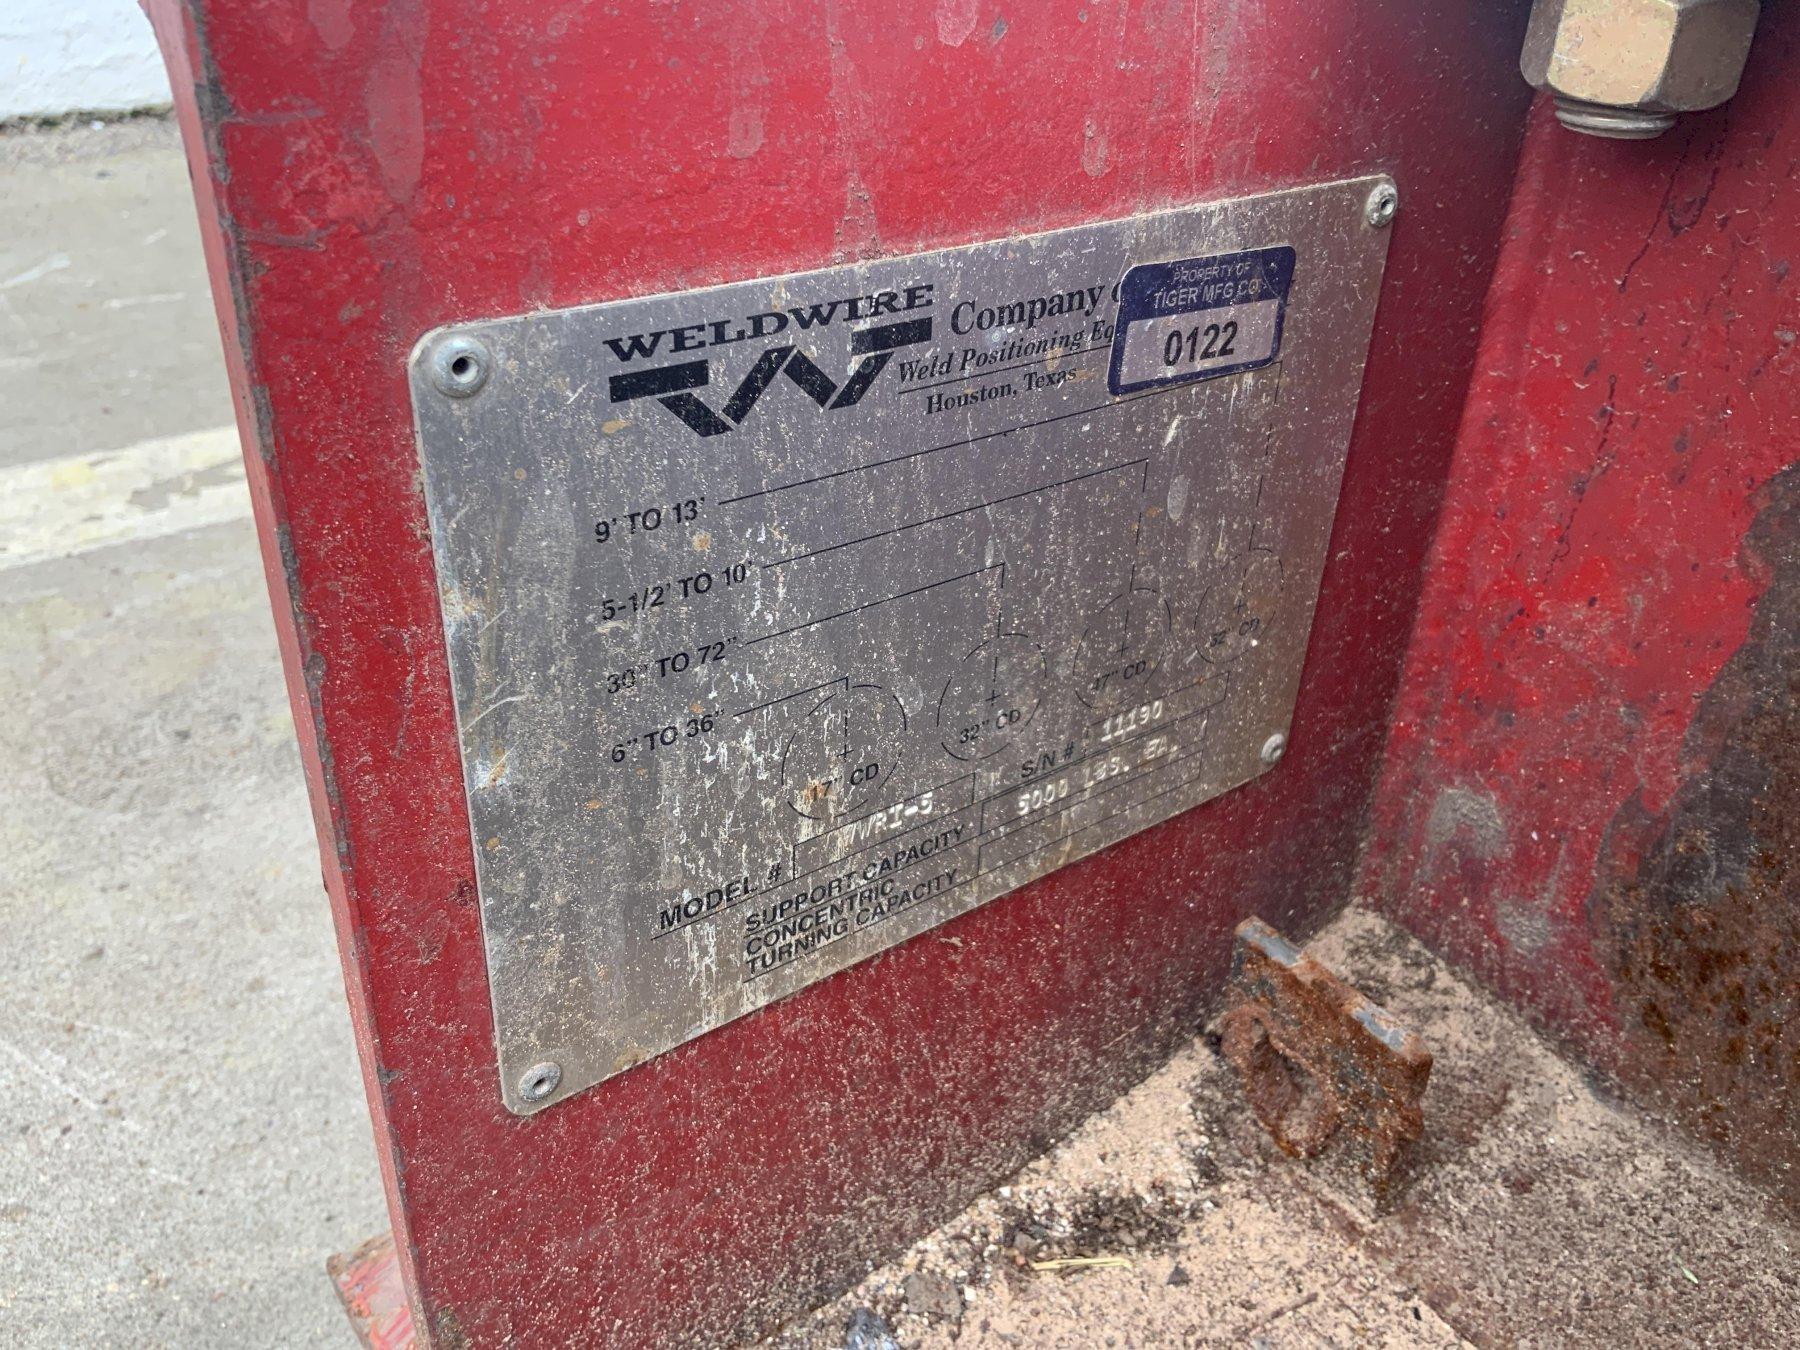 WELDWIRE
Company
Weld Positioning
Houston, Texas
PROPERTY OF
TIGER MFG CO.
0122
9' TO 13'
5-1/2' TO 10'
30" TO 72"
6" TO 36"
17" CD
32" CD
47" CD
32" CD
MODEL #
S/N # 11190
SUPPORT CAPACITY 5000 LBS. EA.
CONCENTRIC
TURNING CAPACITY